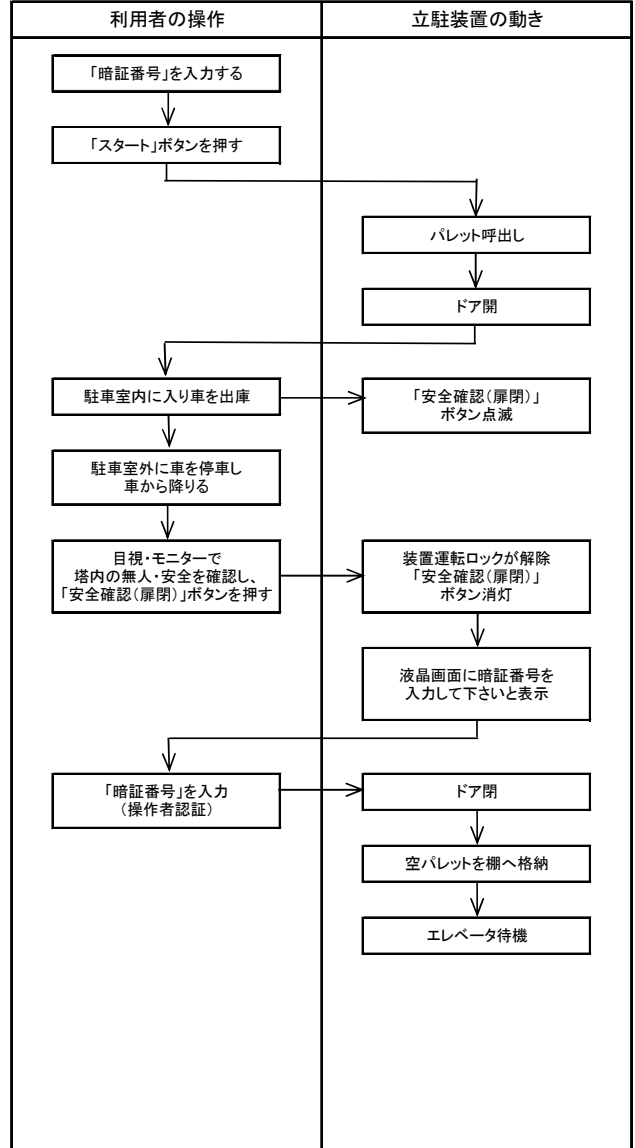 利用者の操作
立駐装置の動き
「暗証番号」を入力する
「スタート」ボタンを押す
パレット呼出し
ドア開
駐車室内に入り車を出庫
「安全確認（扉閉）」
ボタン点滅
駐車室外に車を停車し
車から降りる
目視・モニターで
塔内の無人・安全を確認し、
「安全確認（扉閉）」ボタンを押す
装置運転ロックが解除
「安全確認（扉閉）」
ボタン消灯
液晶画面に暗証番号を
入力して下さいと表示
「暗証番号」を入力
（操作者認証）
ドア閉
空パレットを棚へ格納
エレベータ待機